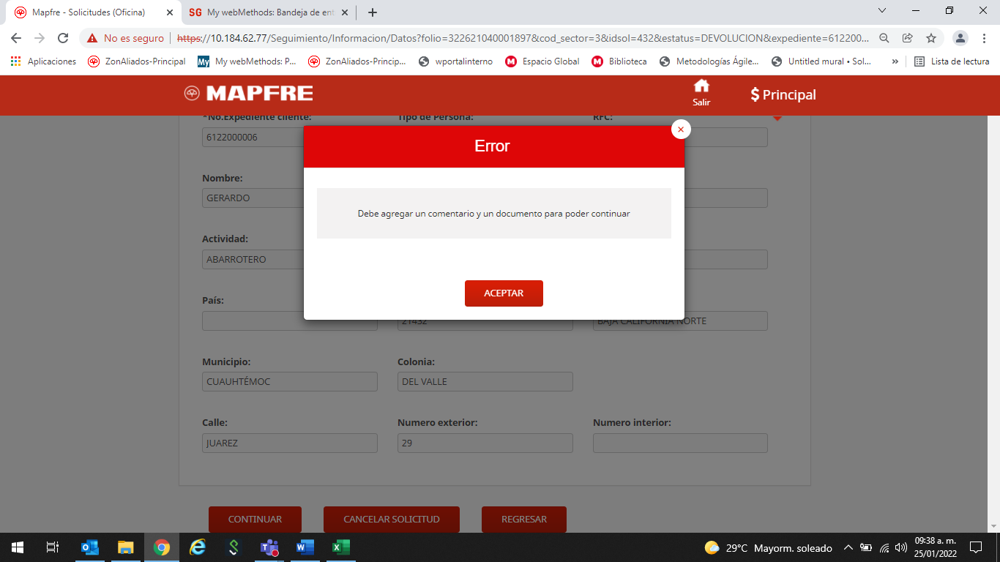 Mapfre - Solicitudes (Oficina)
SG My webMethods: Bandeja de ent
No es seguro https://10.184.62.77/Seguimiento/Informacion/Datos?folio=322621040001897&cod_sector=3&idsol=432&estatus=DEVOLUCION&expediente=612200...
Aplicaciones ZonAliados-Principal My My webMethods: P... ZonAliados-Princip... wportalinterno Espacio Global Biblioteca Metodologías Ágile... Untitled mural • Sol... » Lista de lectura
MAPFRE
Salir
$ Principal
*No.Expediente cliente: Tipo de Persona: RFC:
6122000006
Error
Nombre:
GERARDO
Debe agregar un comentario y un documento para poder continuar
Actividad:
ABARROTERO
ACEPTAR
País:
21432 BAJA CALIFORNIA NORTE
Municipio: Colonia:
CUAUHTÉMOC DEL VALLE
Calle: Numero exterior: Numero interior:
JUAREZ 29
CONTINUAR CANCELAR SOLICITUD REGRESAR
29°C Mayorm. soleado
09:38 a. m.
25/01/2022